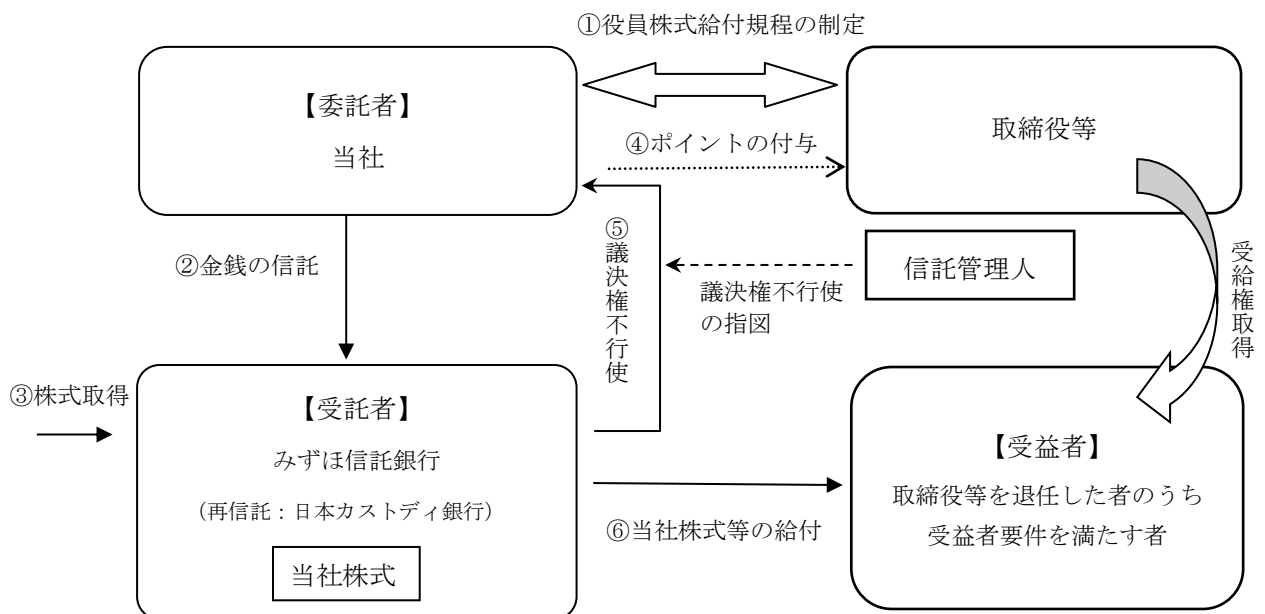 ①役員株式給付規程の制定
【委託者】
当社
取締役等
④ポイントの付与
②金銭の信託
⑤議決権不行使
信託管理人
議決権不行使
の指図
受給権取得
③株式取得
【受託者】
みずほ信託銀行
(再信託：日本カストディ銀行)
当社株式
⑥当社株式等の給付
【受益者】
取締役等を退任した者のうち
受益者要件を満たす者